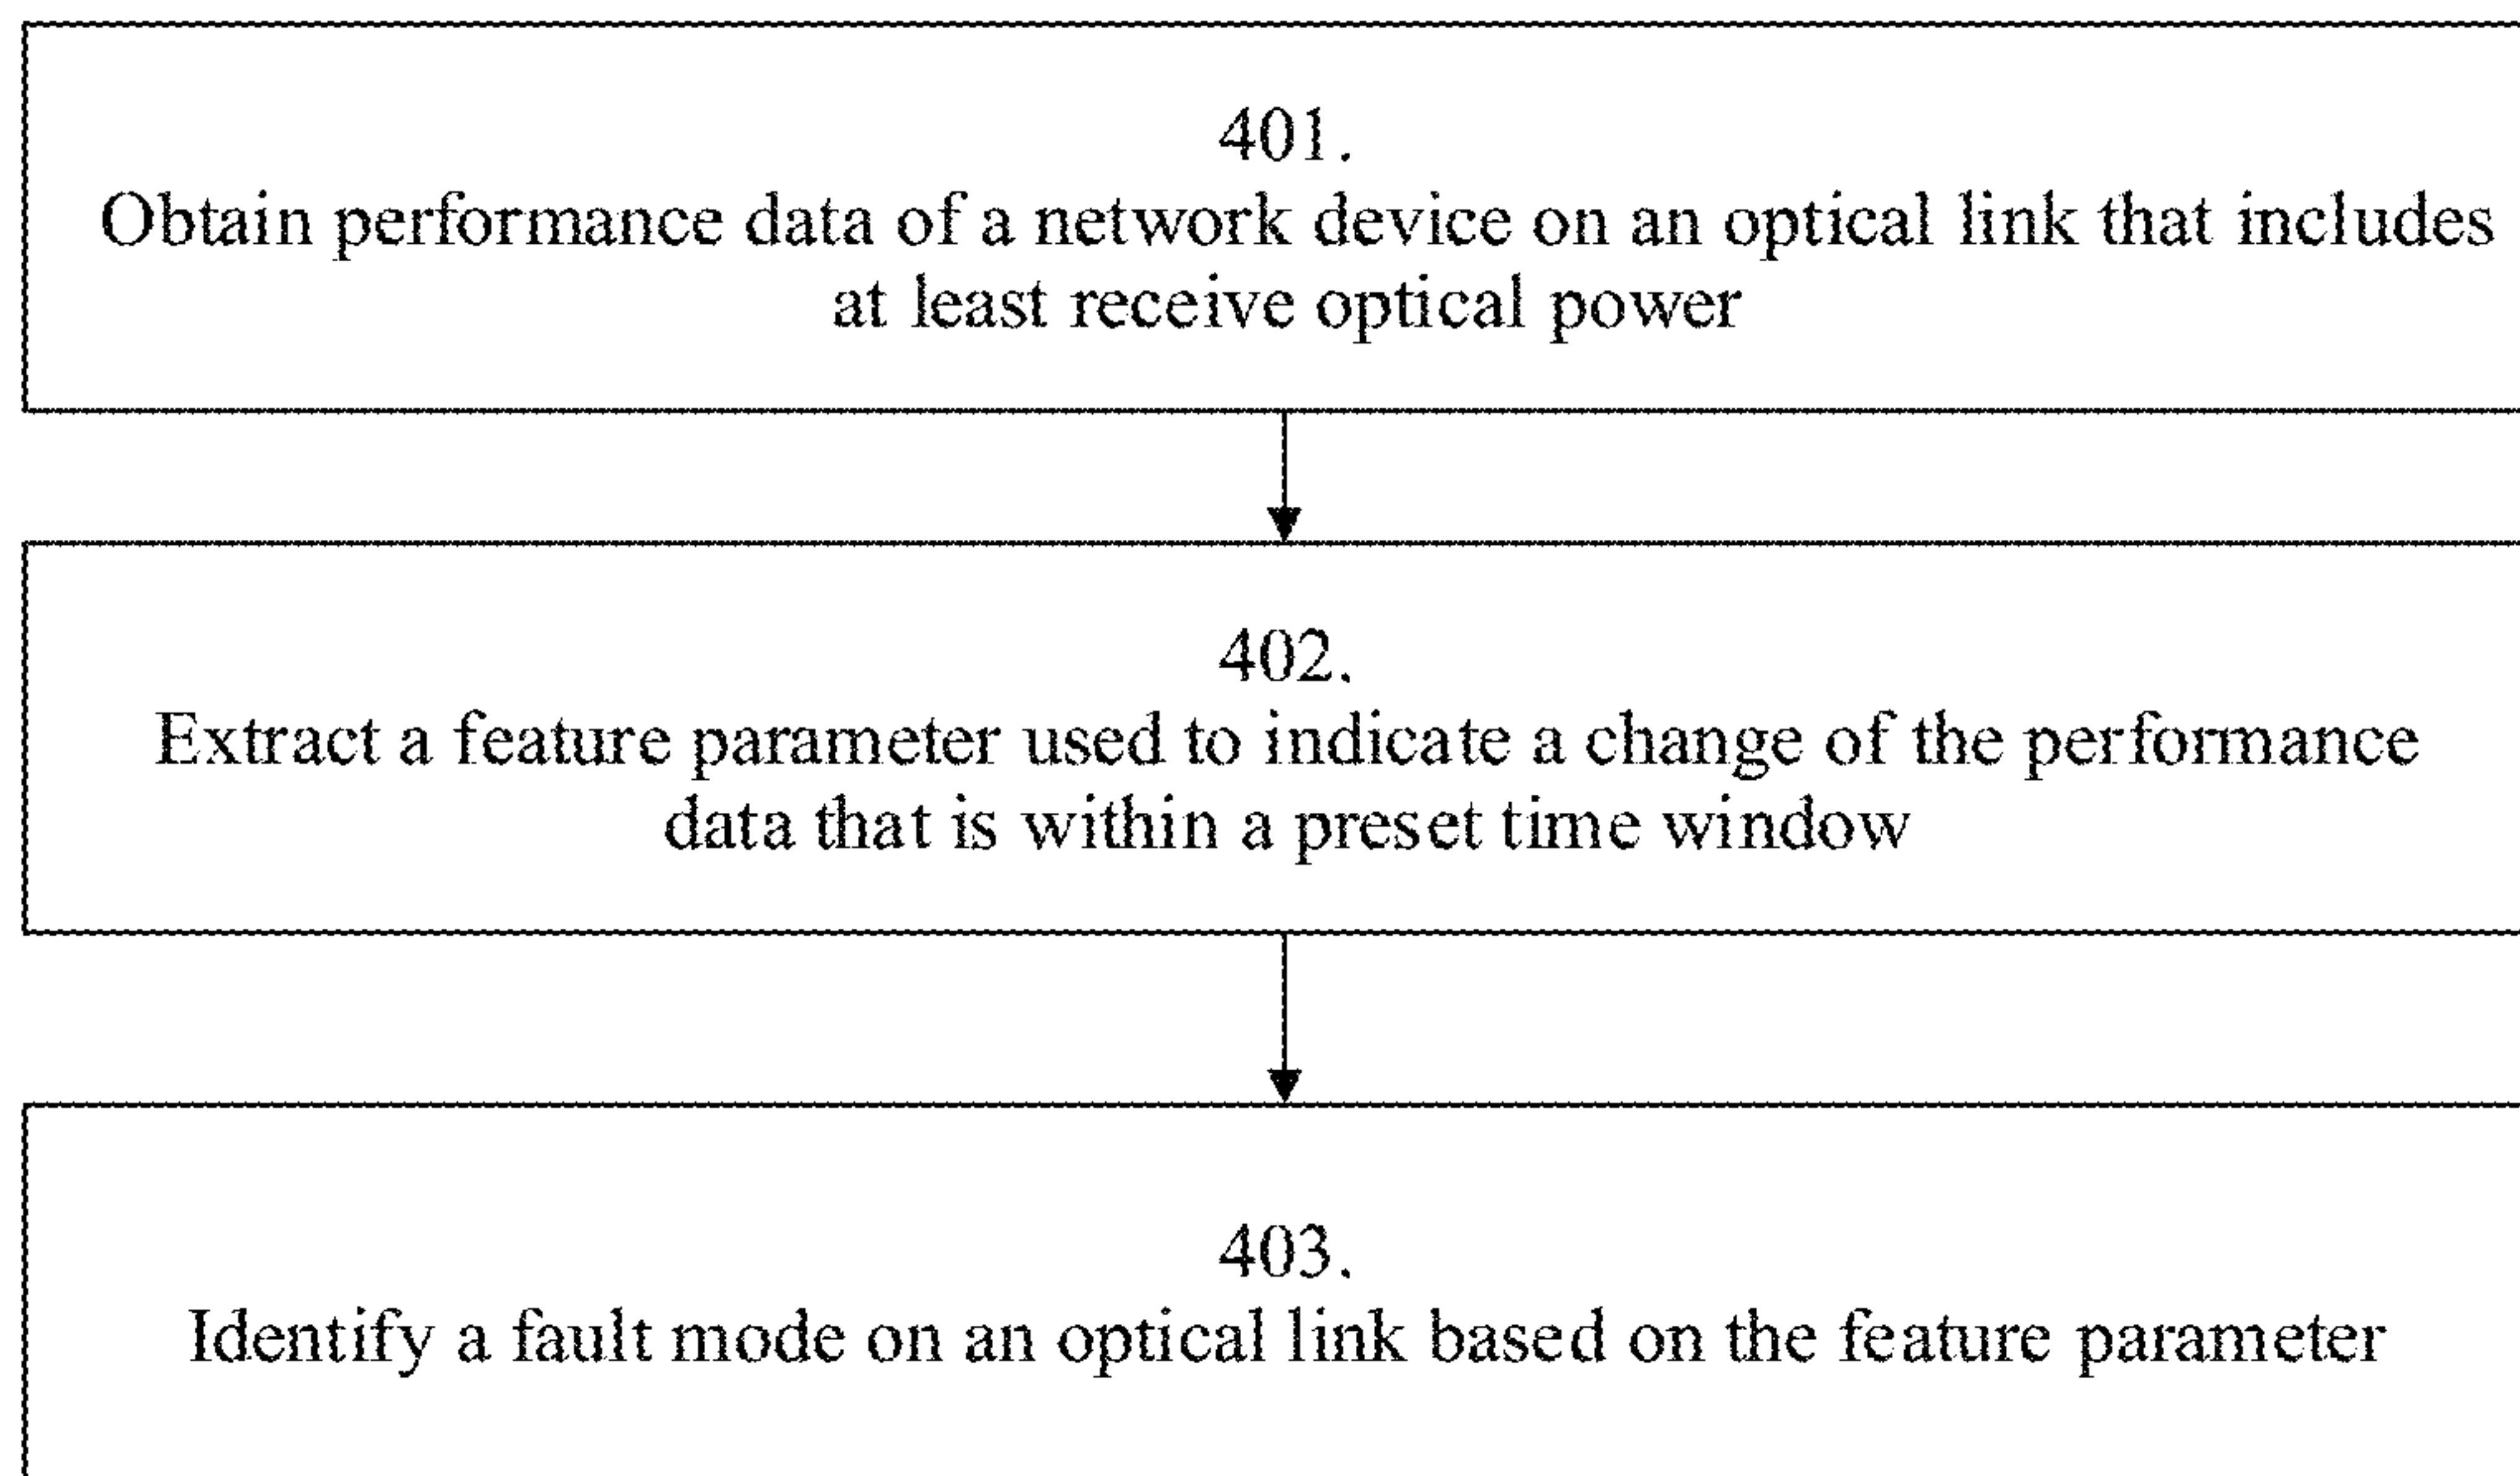 401.
Obtain performance data of a network device on an optical link that includes
at least receive optical power
402.
Extract a feature parameter used to indicate a change of the performance
data that is within a preset time window
403.
Identify a fault mode on an optical link based on the feature parameter